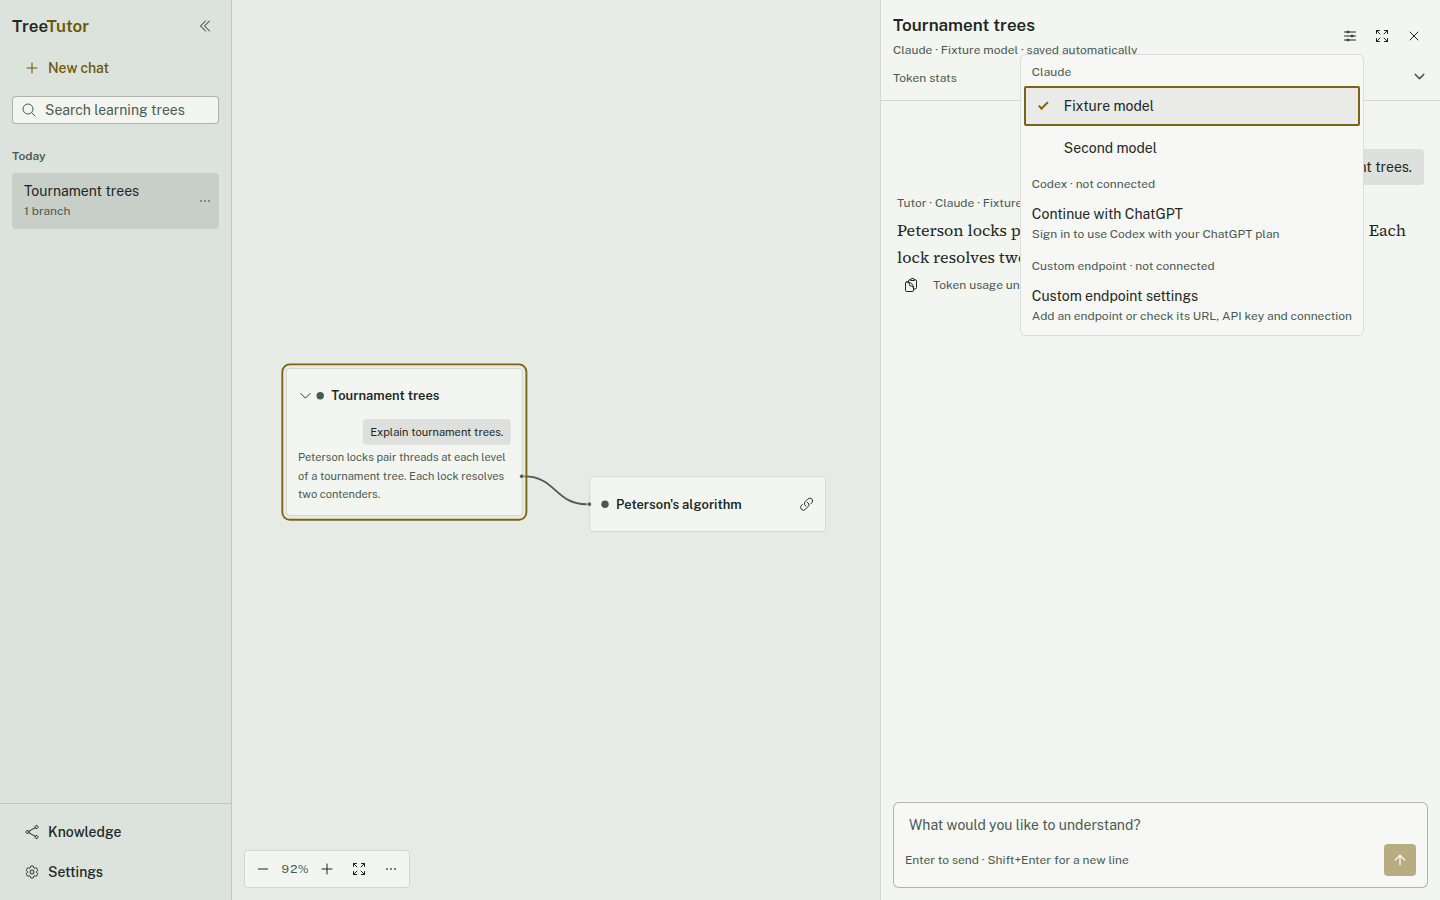 TreeTutor
New chat
Search learning trees
Today
Tournament trees
1 branch
Knowledge
Settings
Tournament trees
Explain tournament trees.
Peterson locks pair threads at each level
of a tournament tree. Each lock resolves
two contenders.
Peterson's algorithm
92%
Tournament trees
Claude · Fixture model · saved automatically
Token stats
Claude
Fixture model
Second model
Codex · not connected
Continue with ChatGPT
Sign in to use Codex with your ChatGPT plan
Custom endpoint · not connected
Custom endpoint settings
Add an endpoint or check its URL, API key and connection
trees.
Tutor · Claude · Fixture
Peterson locks Each
lock resolves
Token usage
What would you like to understand?
Enter to send · Shift+Enter for a new line